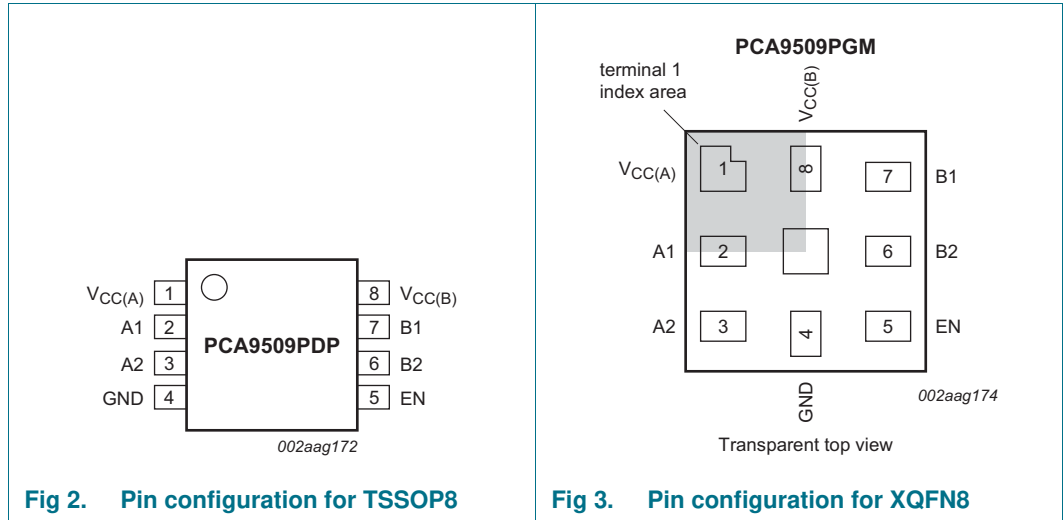 VCC(A) 1
A1 2
A2 3
GND 4
PCA9509PDP
8 VCC(B)
7 B1
6 B2
5 EN
002aag172
Fig 2. Pin configuration for TSSOP8
PCA9509PGM
terminal 1
index area
VCC(B)
VCC(A) 1 8 7 B1
A1 2 6 B2
A2 3 4 5 EN
GND
002aag174
Transparent top view
Fig 3. Pin configuration for XQFN8